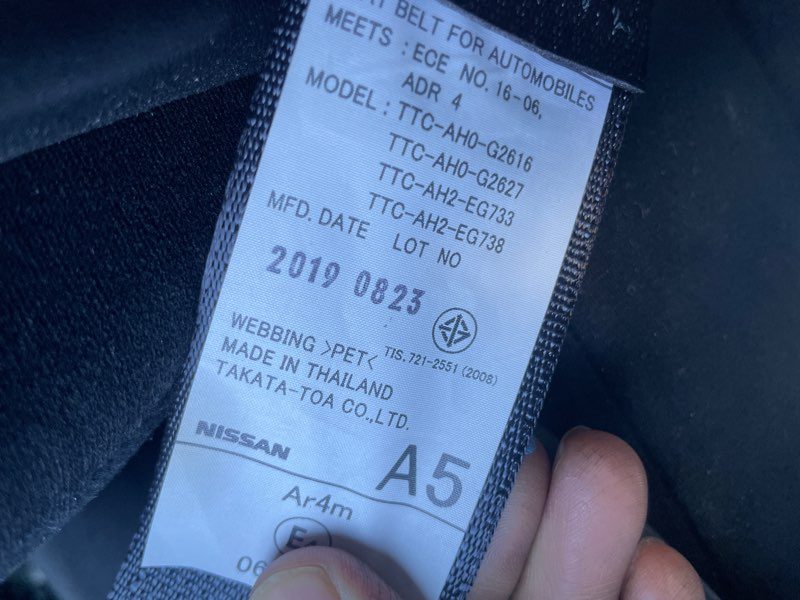 BELT FOR AUTOMOBILES
MEETS : ECE NO. 16-06,
ADR 4
MODEL : TTC-AH0-G2616
TTC-AH0-G2627
TTC-AH2-EG733
TTC-AH2-EG738
MFD. DATE LOT NO
2019 0823
WEBBING >PET< TIS.721-2551 (2008)
MADE IN THAILAND
TAKATA-TOA CO.,LTD.
NISSAN A5
Ar4m
E
06